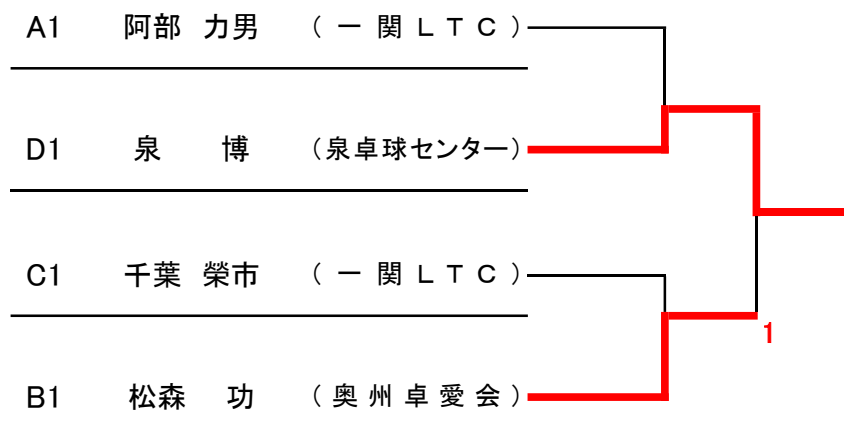 A1 阿部 力男 (一関LTC)
D1 泉 博 (泉卓球センター)
C1 千葉 榮市 (一関LTC)
1
B1 松森 功 (奥州卓愛会)